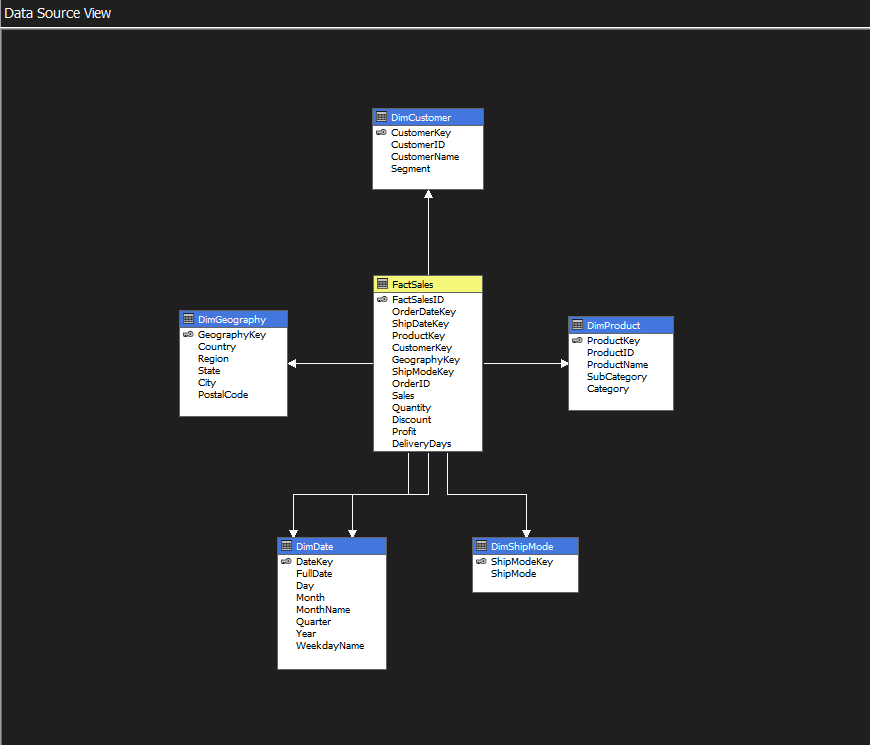 Data Source View
DimCustomer
CustomerKey
CustomerID
CustomerName
Segment
FactSales
FactSalesID
OrderDateKey
ShipDateKey
ProductKey
CustomerKey
GeographyKey
ShipModeKey
OrderID
Sales
Quantity
Discount
Profit
DeliveryDays
DimGeography
GeographyKey
Country
Region
State
City
PostalCode
DimProduct
ProductKey
ProductID
ProductName
SubCategory
Category
DimDate
DateKey
FullDate
Day
Month
MonthName
Quarter
Year
WeekdayName
DimShipMode
ShipModeKey
ShipMode